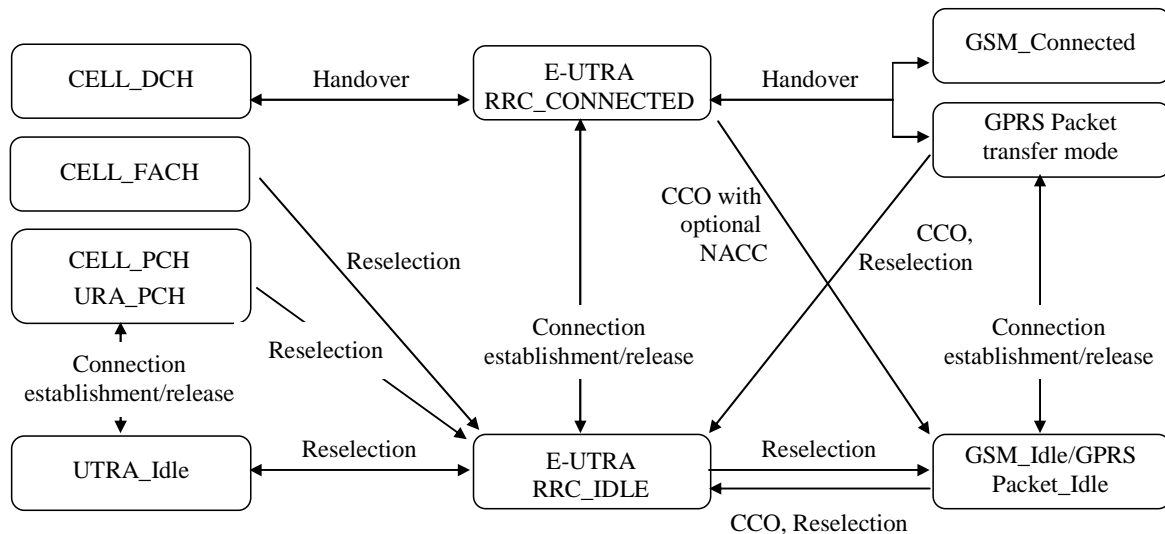 CELL_DCH
Handover
E-UTRA
RRC_CONNECTED
Handover
GSM_Connected
GPRS Packet
transfer mode
CELL_FACH
CCO with
optional
NACC
CCO,
Reselection
CELL_PCH
URA_PCH
Reselection
Reselection
Connection
establishment/release
Connection
establishment/release
Connection
establishment/release
UTRA_Idle
Reselection
E-UTRA
RRC_IDLE
Reselection
GSM_Idle/GPRS
Packet_Idle
CCO, Reselection